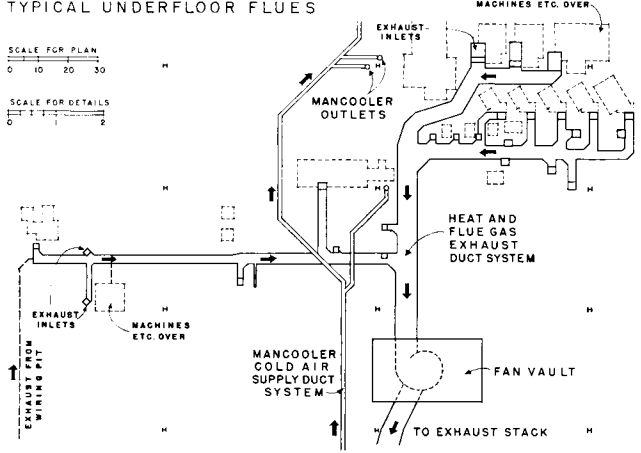 TYPICAL UNDERFLOOR FLUES
MACHINES ETC. OVER
EXHAUST
INLETS
SCALE FOR PLAN
0 10 20 30
SCALE FOR DETAILS
0 1 2
H
H
H
MANCOOLER
OUTLETS
H
H
H
HEAT AND
FLUE GAS
EXHAUST
DUCT SYSTEM
EXHAUST
INLETS
MACHINES
ETC. OVER
H
H
H
EXHAUST FROM
WIRING PIT
MANCOOLER
COLD AIR
SUPPLY DUCT
SYSTEM
FAN VAULT
H
H
H
TO EXHAUST STACK